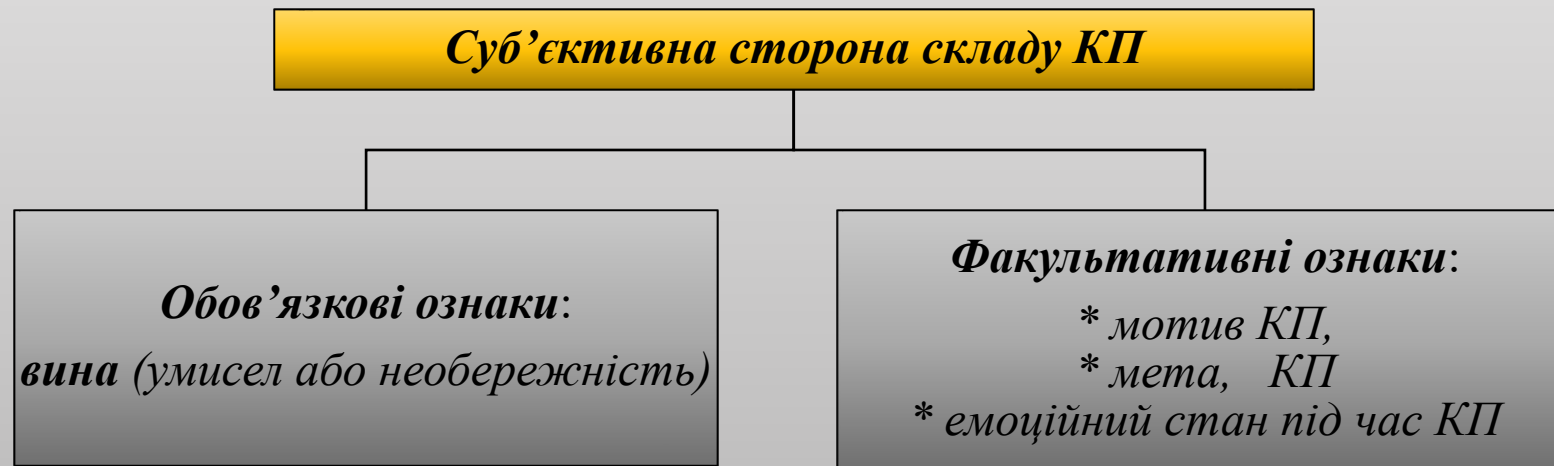 Суб’єктивна сторона складу КП
Обов’язкові ознаки:
вина (умисел або необережність)
Факультативні ознаки:
* мотив КП,
* мета, КП
* емоційний стан під час КП